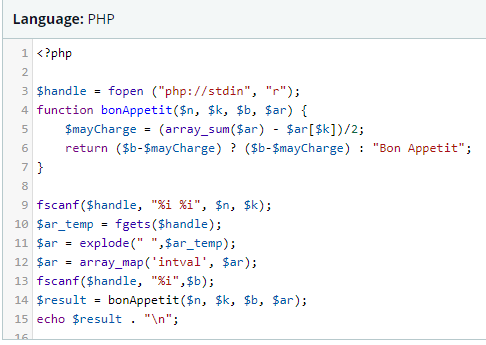 Language: PHP
1 <?php
2
3 $handle = fopen ("php://stdin", "r");
4 function bonAppetit($n, $k, $b, $ar) {
5     $mayCharge = (array_sum($ar) - $ar[$k])/2;
6     return ($b-$mayCharge) ? ($b-$mayCharge) : "Bon Appetit";
7 }
8
9 fscanf($handle, "%i %i", $n, $k);
10 $ar_temp = fgets($handle);
11 $ar = explode(" ",$ar_temp);
12 $ar = array_map('intval', $ar);
13 fscanf($handle, "%i",$b);
14 $result = bonAppetit($n, $k, $b, $ar);
15 echo $result . "\n";
16